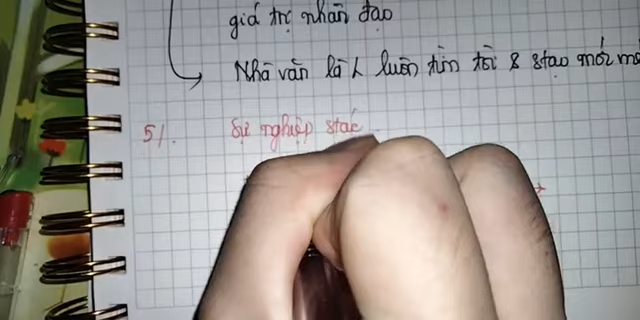 giá trị nhân đạo
Nhà văn là luôn tìm tòi & stạo mới
5/. Sự nghiệp stác